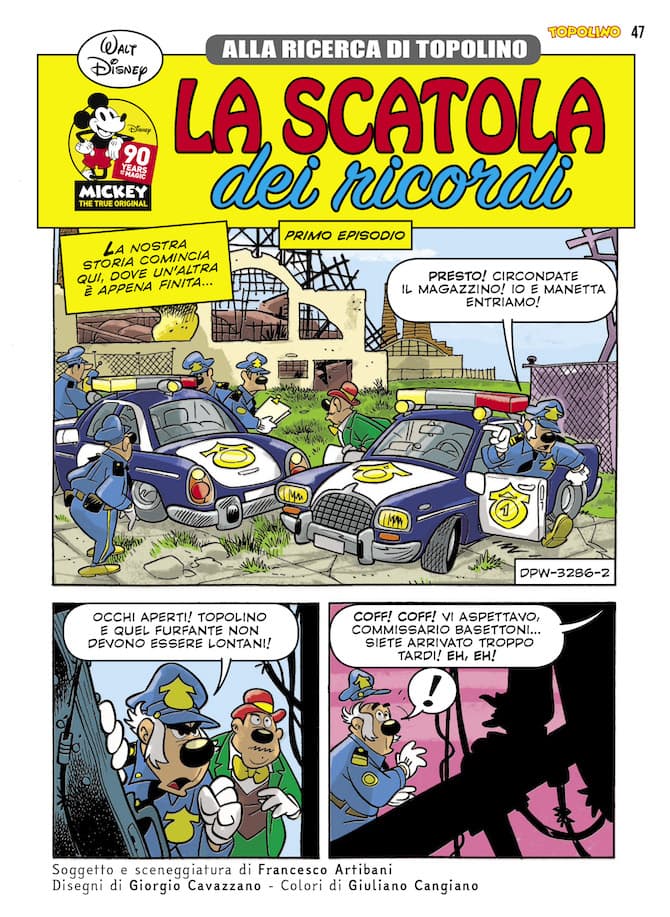 TOPOLINO 47
WALT
DISNEY
ALLA RICERCA DI TOPOLINO
LA SCATOLA
dei ricordi
Disney
90
YEARS
OF MAGIC
MICKEY
THE TRUE ORIGINAL
PRIMO EPISODIO
LA NOSTRA
STORIA COMINCIA
QUI, DOVE UN'ALTRA
È APPENA FINITA...
PRESTO! CIRCONDATE
IL MAGAZZINO! IO E MANETTA
ENTRIAMO!
1
DPW-3286-2
OCCHI APERTI! TOPOLINO
E QUEL FURFANTE NON
DEVONO ESSERE LONTANI!
COFF! COFF! VI ASPETTAVO,
COMMISSARIO BASETTONI...
SIETE ARRIVATO TROPPO
TARDI! EH, EH!
!
Soggetto e sceneggiatura di Francesco Artibani
Disegni di Giorgio Cavazzano - Colori di Giuliano Cangiano